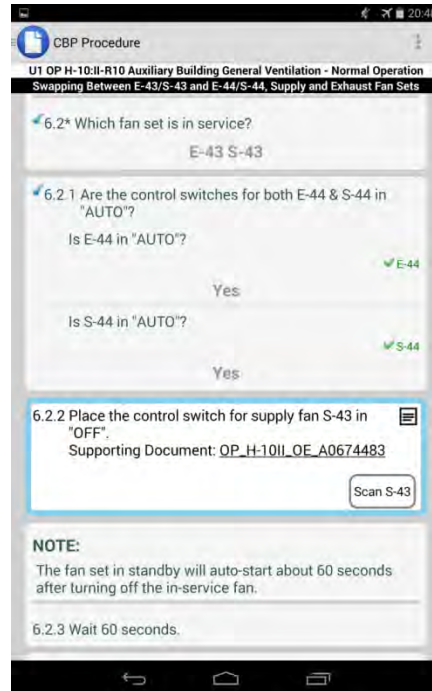 20:48
CBP Procedure
U1 OP H-10:II-R10 Auxiliary Building General Ventilation - Normal Operation
Swapping Between E-43/S-43 and E-44/S-44, Supply and Exhaust Fan Sets
6.2* Which fan set is in service?
E-43 S-43
6.2.1 Are the control switches for both E-44 & S-44 in
"AUTO"?
Is E-44 in "AUTO"?
E-44
Yes
Is S-44 in "AUTO"?
S-44
Yes
6.2.2 Place the control switch for supply fan S-43 in
"OFF".
Supporting Document: OP_H-10II_OE_A0674483
Scan S-43
NOTE:
The fan set in standby will auto-start about 60 seconds
after turning off the in-service fan.
6.2.3 Wait 60 seconds.